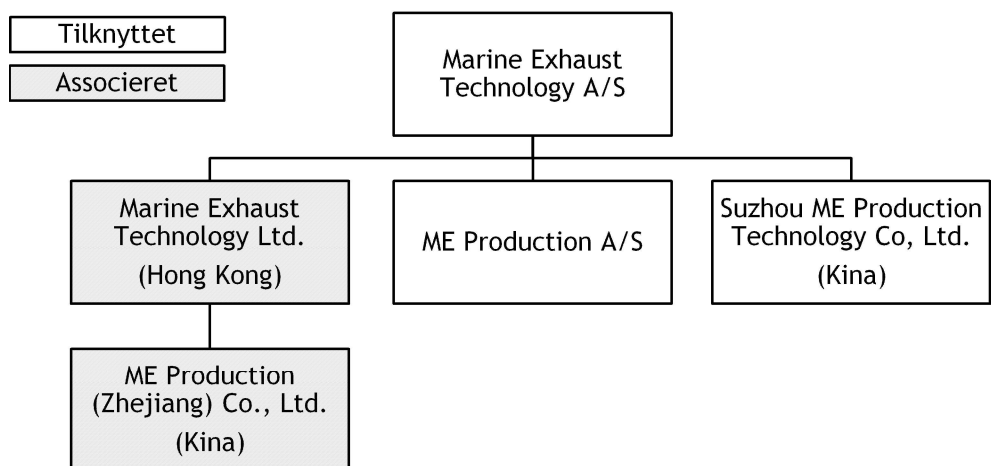 Tilknyttet
Associeret
Marine Exhaust
Technology A/S
Marine Exhaust
Technology Ltd.
(Hong Kong)
ME Production A/S
Suzhou ME Production
Technology Co, Ltd.
(Kina)
ME Production
(Zhejiang) Co., Ltd.
(Kina)